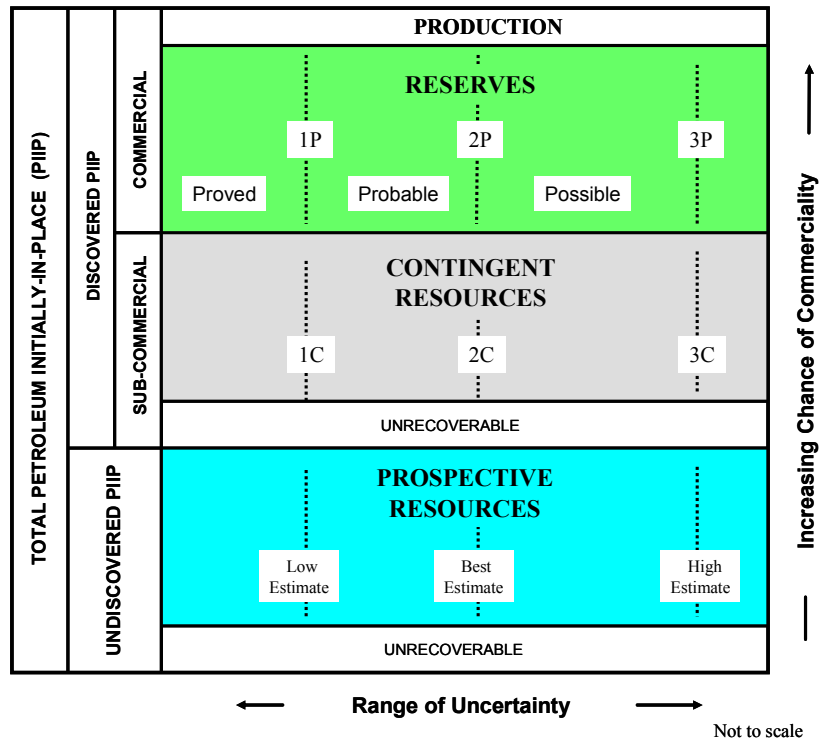 TOTAL PETROLEUM INITIALLY-IN-PLACE (PIIP)
DISCOVERED PIIP
UNDISCOVERED PIIP
COMMERCIAL
SUB-COMMERCIAL
PRODUCTION
RESERVES
1P
2P
3P
Proved
Probable
Possible
CONTINGENT
RESOURCES
1C
2C
3C
UNRECOVERABLE
PROSPECTIVE
RESOURCES
Low
Estimate
Best
Estimate
High
Estimate
UNRECOVERABLE
Increasing Chance of Commerciality
Range of Uncertainty
Not to scale